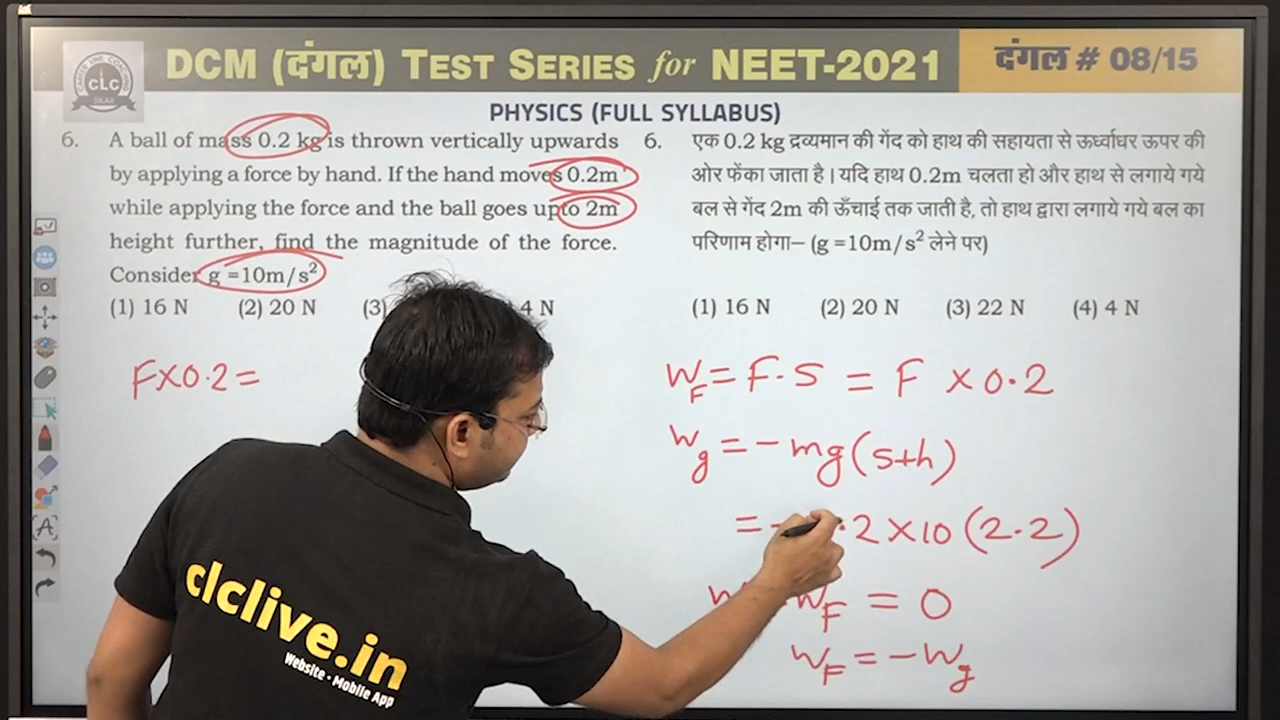 DCM (दंगल) TEST SERIES for NEET-2021
दंगल # 08/15
CLC
SIKAR
PHYSICS (FULL SYLLABUS)
6. A ball of mass 0.2 kg is thrown vertically upwards
by applying a force by hand. If the hand moves 0.2m
while applying the force and the ball goes upto 2m
height further, find the magnitude of the force.
Consider g =10m/s²
(1) 16 N (2) 20 N (3) 4 N
6. एक 0.2 kg द्रव्यमान की गेंद को हाथ की सहायता से ऊर्ध्वाधर ऊपर की
ओर फेंका जाता है। यदि हाथ 0.2m चलता हो और हाथ से लगाये गये
बल से गेंद 2m की ऊँचाई तक जाती है, तो हाथ द्वारा लगाये गये बल का
परिणाम होगा– (g =10m/s² लेने पर)
(1) 16 N (2) 20 N (3) 22 N (4) 4 N
F×0.2=
W_F = F.S = F ×0.2
W_g = -mg(s+h)
= - .2×10(2.2)
W_F = 0
W_F = -W_g
clclive.in
Website • Mobile App